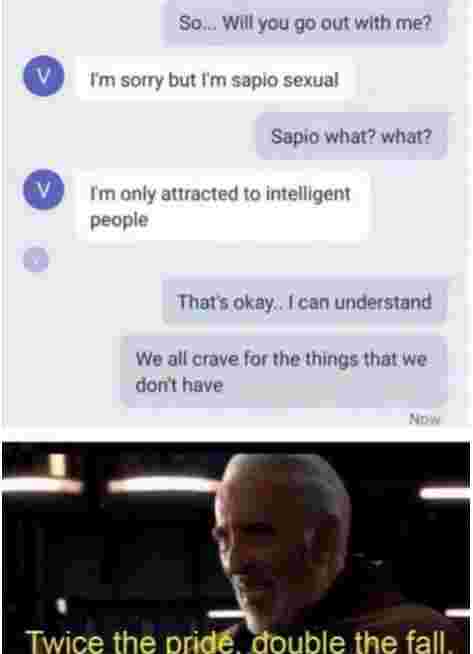 So... Will you go out with me?
V
I'm sorry but I'm sapio sexual
Sapio what? what?
V
I'm only attracted to intelligent
people
V
That's okay.. I can understand
We all crave for the things that we
don't have
Now
Twice the pride, double the fall.